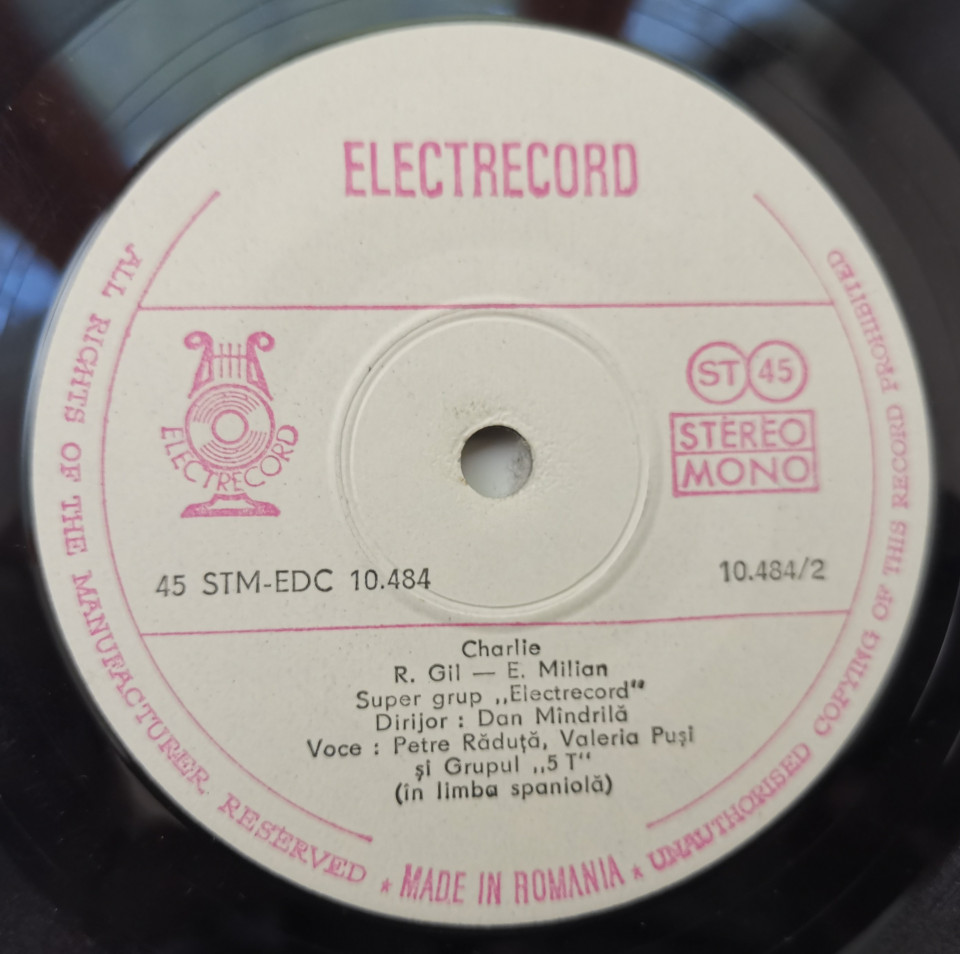 ELECTRECORD
ALL RIGHTS OF THE MANUFACTURER RESERVED
★ MADE IN ROMANIA ★
UNAUTHORISED COPYING OF THIS RECORD PROHIBITED
ELECTRECORD
ST 45
STEREO
MONO
45 STM-EDC 10.484
10.484/2
Charlie
R. Gil — E. Milian
Super grup „Electrecord“
Dirijor : Dan Mîndrilă
Voce : Petre Răduță, Valeria Puși
și Grupul „5 T“
(în limba spaniolă)